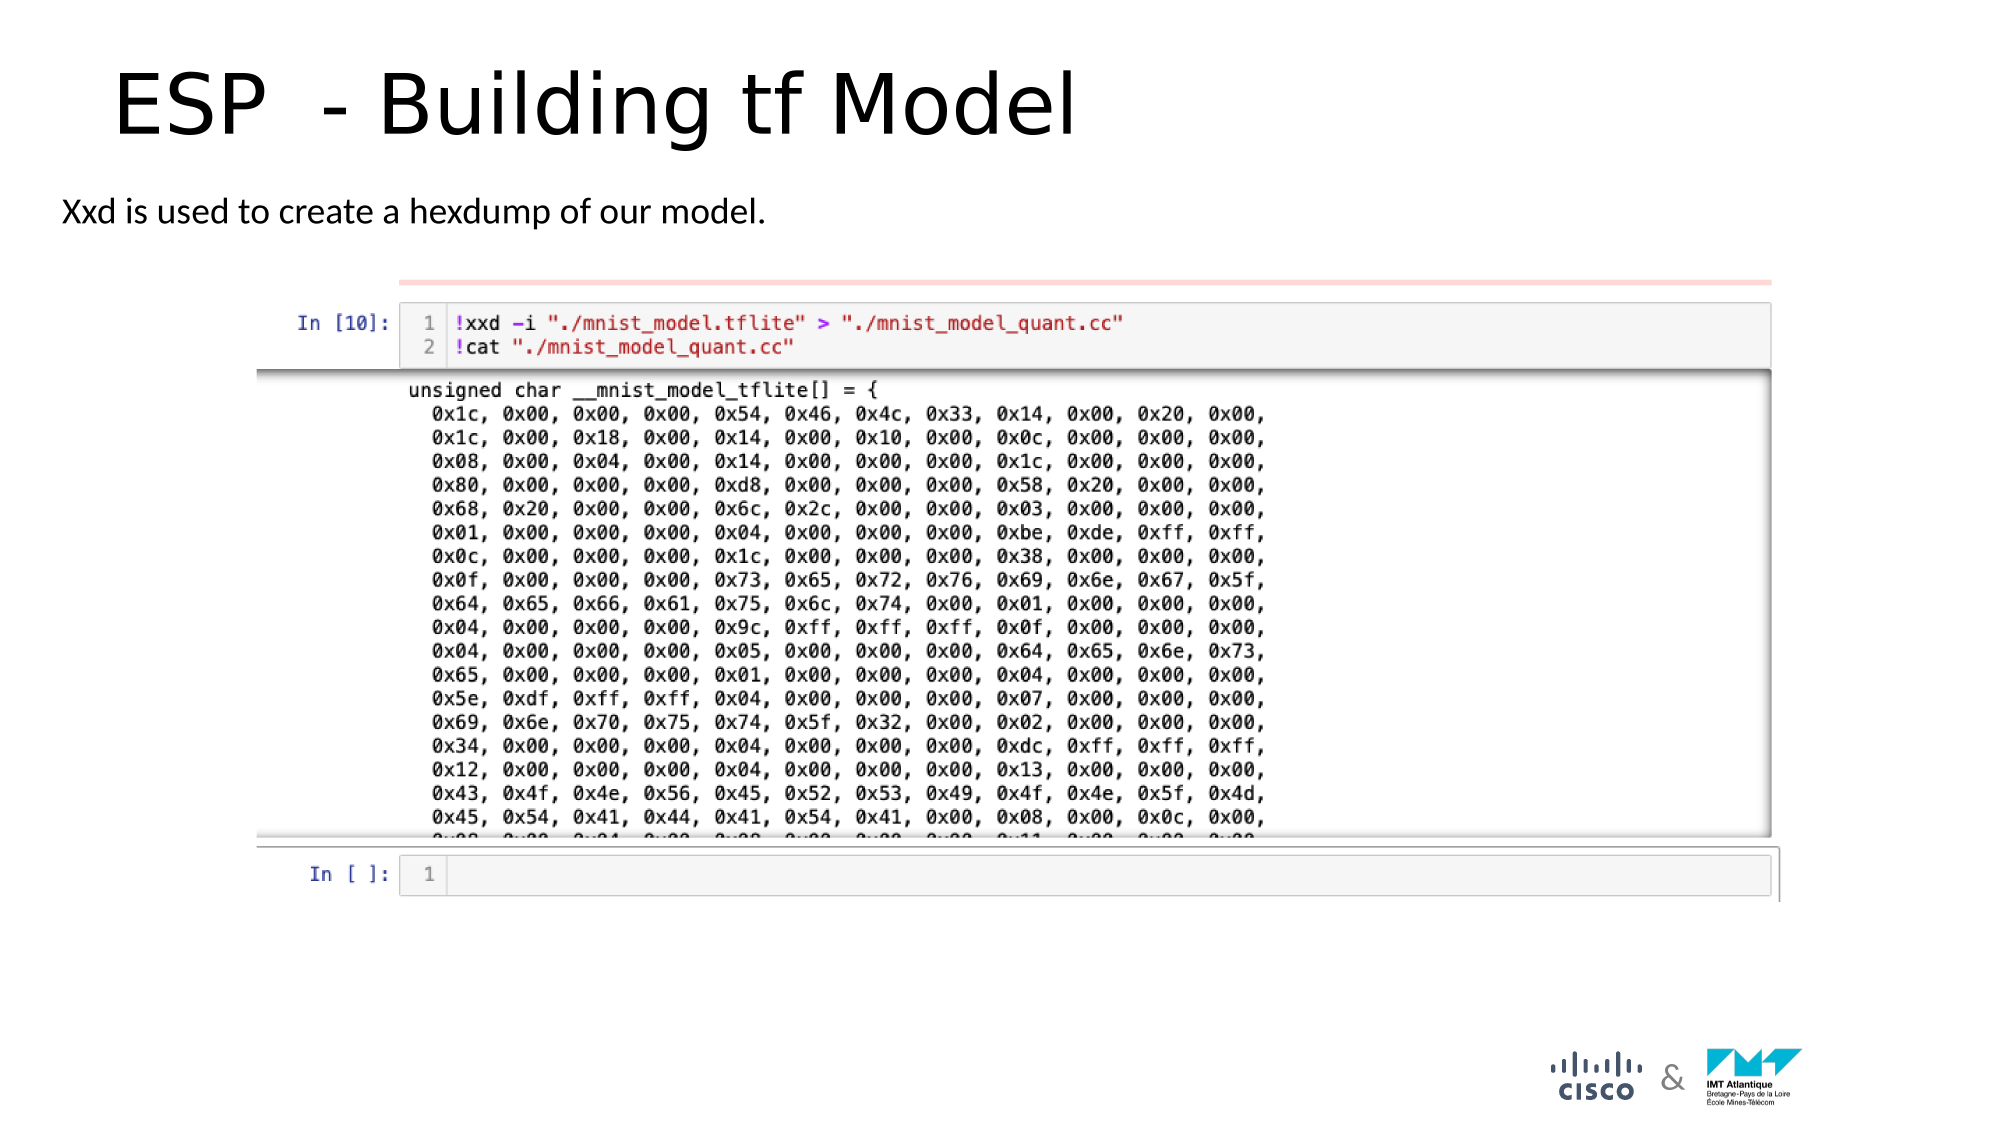 ESP  - Building tf Model
Xxd is used to create a hexdump of our model.
In [10]:
1 !xxd -i "./mnist_model.tflite" > "./mnist_model_quant.cc"
2 !cat "./mnist_model_quant.cc"
unsigned char __mnist_model_tflite[] = {
0x1c, 0x00, 0x00, 0x00, 0x54, 0x46, 0x4c, 0x33, 0x14, 0x00, 0x20, 0x00,
0x1c, 0x00, 0x18, 0x00, 0x14, 0x00, 0x10, 0x00, 0x0c, 0x00, 0x00, 0x00,
0x08, 0x00, 0x04, 0x00, 0x14, 0x00, 0x00, 0x00, 0x1c, 0x00, 0x00, 0x00,
0x80, 0x00, 0x00, 0x00, 0xd8, 0x00, 0x00, 0x00, 0x58, 0x20, 0x00, 0x00,
0x68, 0x20, 0x00, 0x00, 0x6c, 0x2c, 0x00, 0x00, 0x03, 0x00, 0x00, 0x00,
0x01, 0x00, 0x00, 0x00, 0x04, 0x00, 0x00, 0x00, 0xbe, 0xde, 0xff, 0xff,
0x0c, 0x00, 0x00, 0x00, 0x1c, 0x00, 0x00, 0x00, 0x38, 0x00, 0x00, 0x00,
0x0f, 0x00, 0x00, 0x00, 0x73, 0x65, 0x72, 0x76, 0x69, 0x6e, 0x67, 0x5f,
0x64, 0x65, 0x66, 0x61, 0x75, 0x6c, 0x74, 0x00, 0x01, 0x00, 0x00, 0x00,
0x04, 0x00, 0x00, 0x00, 0x9c, 0xff, 0xff, 0xff, 0x0f, 0x00, 0x00, 0x00,
0x04, 0x00, 0x00, 0x00, 0x05, 0x00, 0x00, 0x00, 0x64, 0x65, 0x6e, 0x73,
0x65, 0x00, 0x00, 0x00, 0x01, 0x00, 0x00, 0x00, 0x04, 0x00, 0x00, 0x00,
0x5e, 0xdf, 0xff, 0xff, 0x04, 0x00, 0x00, 0x00, 0x07, 0x00, 0x00, 0x00,
0x69, 0x6e, 0x70, 0x75, 0x74, 0x5f, 0x32, 0x00, 0x02, 0x00, 0x00, 0x00,
0x34, 0x00, 0x00, 0x00, 0x04, 0x00, 0x00, 0x00, 0xdc, 0xff, 0xff, 0xff,
0x12, 0x00, 0x00, 0x00, 0x04, 0x00, 0x00, 0x00, 0x13, 0x00, 0x00, 0x00,
0x43, 0x4f, 0x4e, 0x56, 0x45, 0x52, 0x53, 0x49, 0x4f, 0x4e, 0x5f, 0x4d,
0x45, 0x54, 0x41, 0x44, 0x41, 0x54, 0x41, 0x00, 0x08, 0x00, 0x0c, 0x00,
In [ ]: 1
CISCO
&
IMT Atlantique
Bretagne-Pays de la Loire
École Mines-Télécom